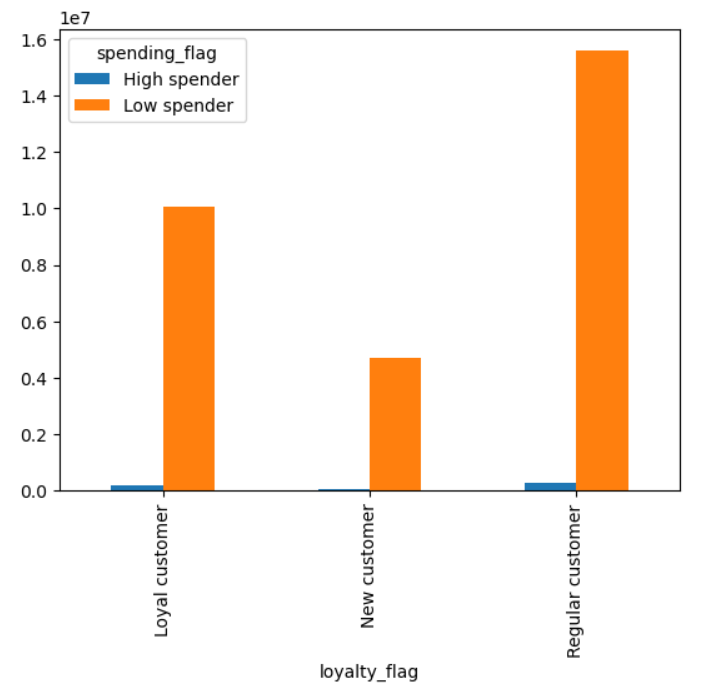 1e7
spending_flag
High spender
Low spender
1.6
1.4
1.2
1.0
0.8
0.6
0.4
0.2
0.0
Loyal customer
New customer
Regular customer
loyalty_flag